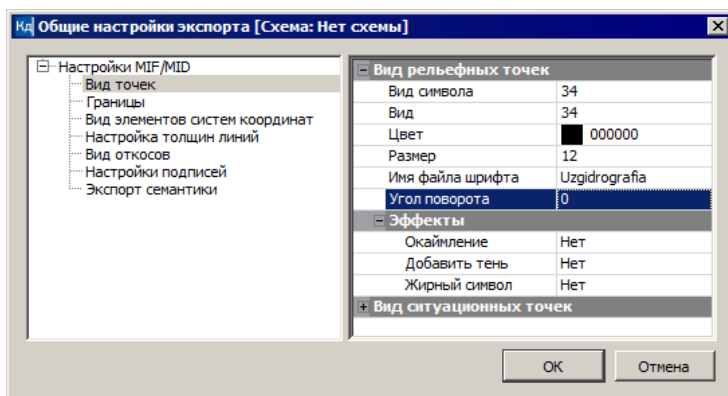 Кд Общие настройки экспорта [Схема: Нет схемы]
Настройки MIF/MID
Вид точек
Границы
Вид элементов систем координат
Настройка толщин линий
Вид откосов
Настройки подписей
Экспорт семантики
Вид рельефных точек
Вид символа 34
Вид 34
Цвет 000000
Размер 12
Имя файла шрифта Uzgidrografia
Угол поворота 0
Эффекты
Окаймление Нет
Добавить тень Нет
Жирный символ Нет
Вид ситуационных точек
ОК Отмена